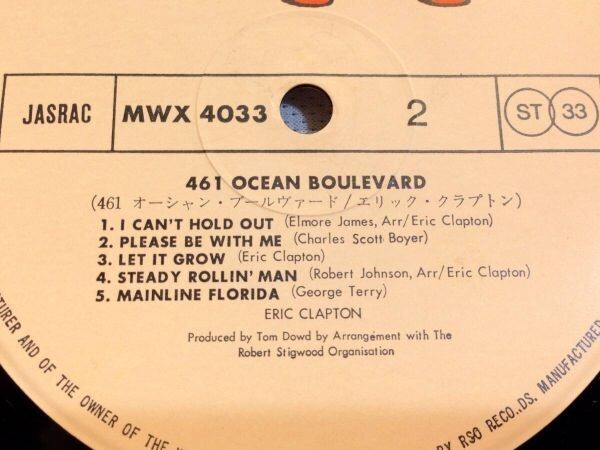 JASRAC MWX 4033 2 ST 33
461 OCEAN BOULEVARD
(461 オーシャン・ブールヴァード/エリック・クラプトン)
1. I CAN'T HOLD OUT (Elmore James, Arr/Eric Clapton)
2. PLEASE BE WITH ME (Charles Scott Boyer)
3. LET IT GROW (Eric Clapton)
4. STEADY ROLLIN' MAN (Robert Johnson, Arr/Eric Clapton)
5. MAINLINE FLORIDA (George Terry)
ERIC CLAPTON
Produced by Tom Dowd by Arrangement with The
Robert Stigwood Organisation
TURER AND OF THE OWNER OF THE
BY RSO RECO..DS. MANUFACTURED